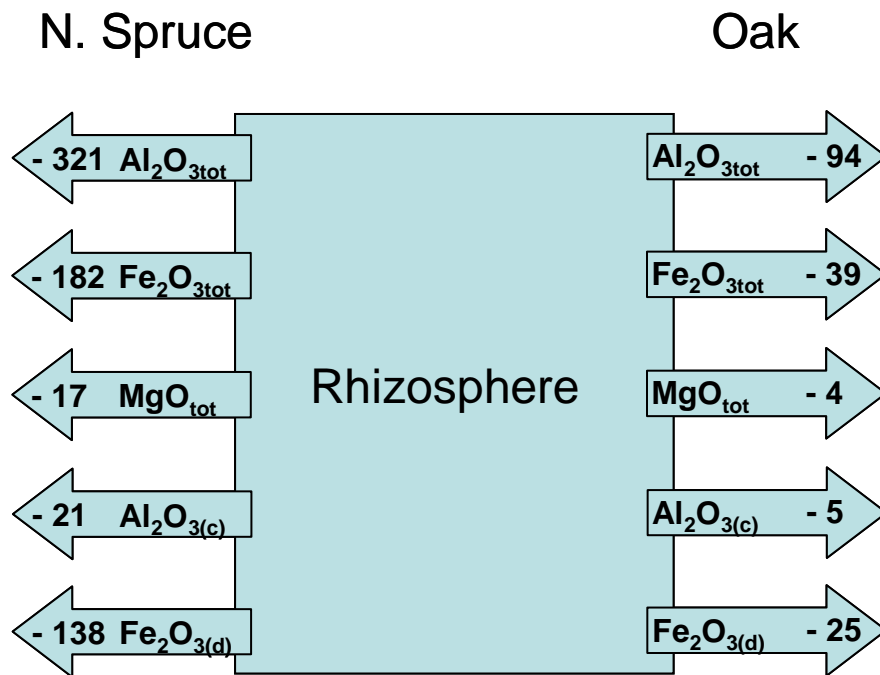 N. Spruce Oak
- 321 Al₂O₃tot Al₂O₃tot - 94
- 182 Fe₂O₃tot Fe₂O₃tot - 39
- 17 MgOtot Rhizosphere MgOtot - 4
- 21 Al₂O₃(c) Al₂O₃(c) - 5
- 138 Fe₂O₃(d) Fe₂O₃(d) - 25